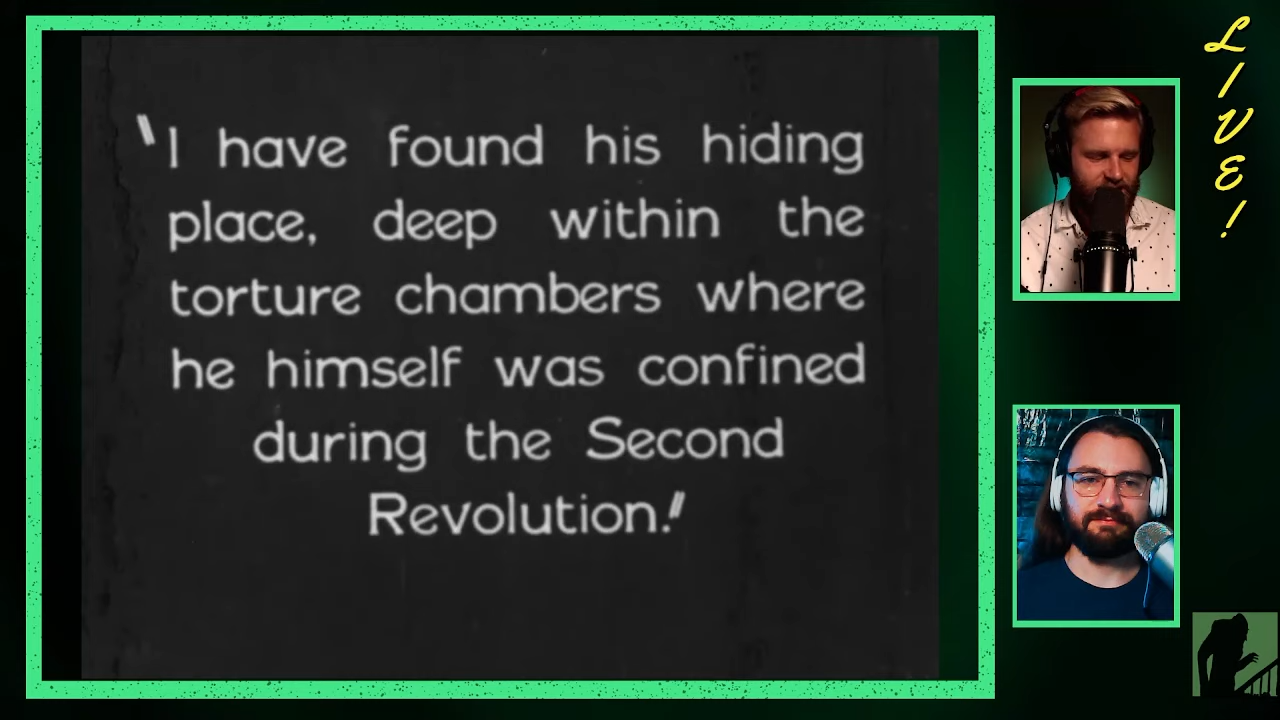 "I have found his hiding
place, deep within the
torture chambers where
he himself was confined
during the Second
Revolution."
LIVE!